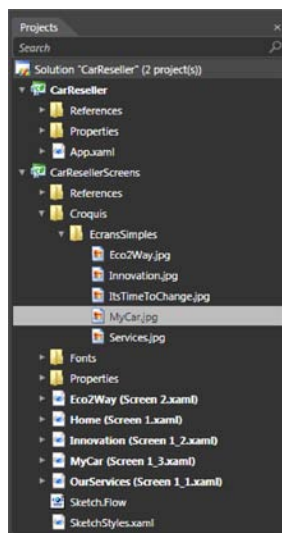 Projects
Search
Solution "CarReseller" (2 project(s))
CarReseller
References
Properties
App.xaml
CarResellerScreens
References
Croquis
EcransSimples
Eco2Way.jpg
Innovation.jpg
ItsTimeToChange.jpg
MyCar.jpg
Services.jpg
Fonts
Properties
Eco2Way (Screen 2.xaml)
Home (Screen 1.xaml)
Innovation (Screen 1_2.xaml)
MyCar (Screen 1_3.xaml)
OurServices (Screen 1_1.xaml)
Sketch.Flow
SketchStyles.xaml